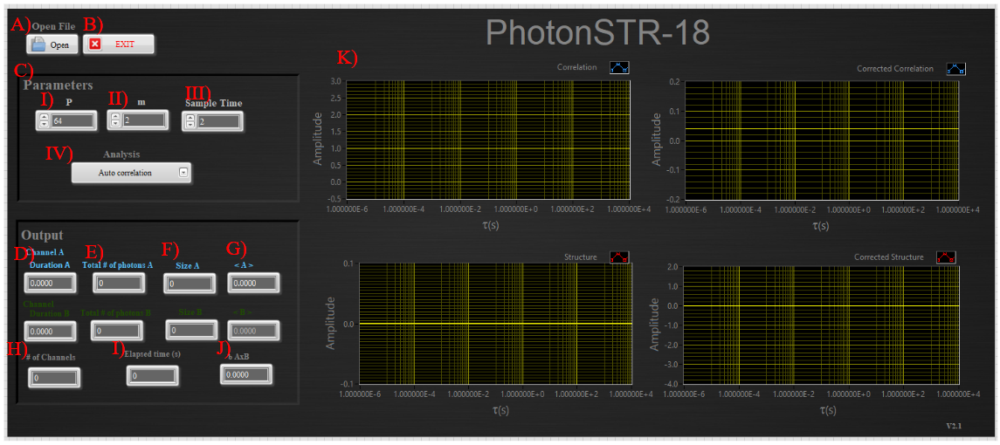 A) Open File
B)
Open
EXIT
PhotonSTR-18
C)
Parameters
I) P
II) m
III)
Sample Time
64
2
2
IV) Analysis
Auto correlation
Output
Channel A
D) Duration A
E) Total # of photons A
F) Size A
G) < A >
0.0000
0
0
0.0000
Channel
Duration B
Total # of photons B
Size B
< B >
0.0000
0
0
0.0000
H) # of Channels
I) Elapsed time (s)
J) AxB
0
0
0.0000
K)
Correlation
Amplitude
3.0
2.5
2.0
1.5
1.0
0.5
0.0
-0.5
1.000000E-6 1.000000E-4 1.000000E-2 1.000000E+0 1.000000E+2 1.000000E+4
τ(s)
Corrected Correlation
Amplitude
0.2
0.1
0.0
-0.1
-0.2
1.000000E-6 1.000000E-4 1.000000E-2 1.000000E+0 1.000000E+2 1.000000E+4
τ(s)
Structure
Amplitude
0.1
0.0
-0.1
1.000000E-6 1.000000E-4 1.000000E-2 1.000000E+0 1.000000E+2 1.000000E+4
τ(s)
Corrected Structure
Amplitude
2.0
1.0
0.0
-1.0
-2.0
-3.0
-4.0
1.000000E-6 1.000000E-4 1.000000E-2 1.000000E+0 1.000000E+2 1.000000E+4
τ(s)
V2.1